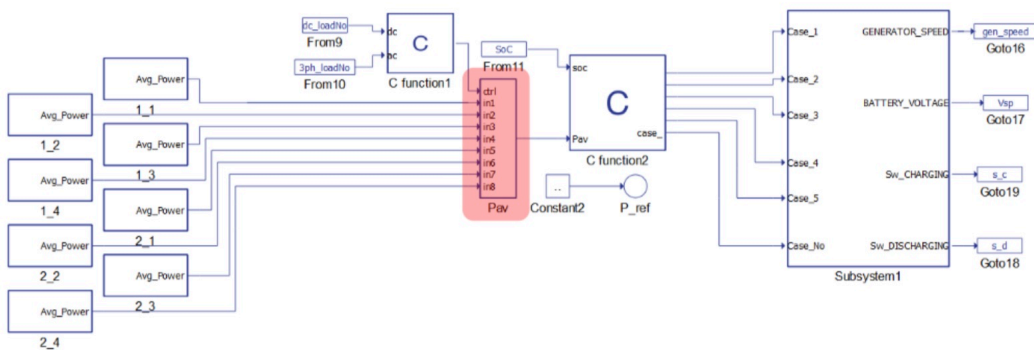 dc_loadNo
From9
3ph_loadNo
From10
dc
ac
C
C function1
SoC
From11
soc
Pav
C
case_
C function2
Avg_Power
1_1
Avg_Power
1_2
Avg_Power
1_3
Avg_Power
1_4
Avg_Power
2_1
Avg_Power
2_2
Avg_Power
2_3
Avg_Power
2_4
ctrl
in1
in2
in3
in4
in5
in6
in7
in8
Pav
..
Constant2
P_ref
Case_1
Case_2
Case_3
Case_4
Case_5
Case_No
GENERATOR_SPEED
BATTERY_VOLTAGE
Sw_CHARGING
Sw_DISCHARGING
Subsystem1
gen_speed
Goto16
Vsp
Goto17
s_c
Goto19
s_d
Goto18